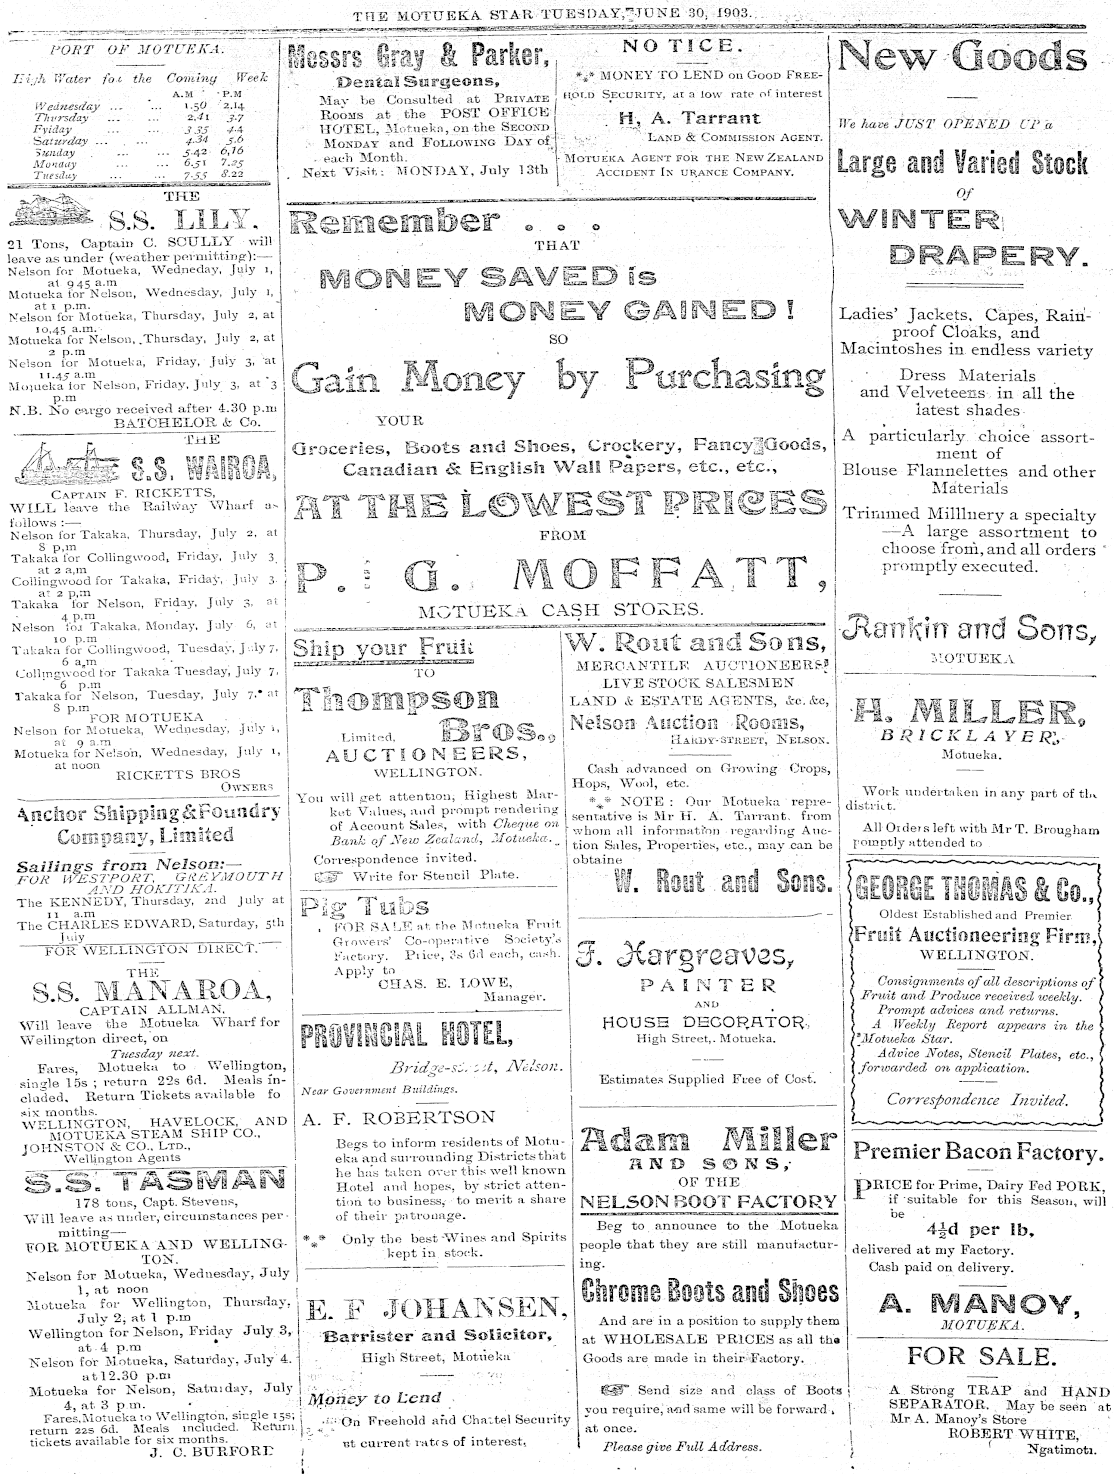 THE MOTUEKA STAR TUESDAY, JUNE 30, 1903.
PORT OF MOTUEKA.
High Water for the Coming Week
A.M P.M
Wednesday ... ... 1.50 2.14
Thursday ... ... 2.41 3.7
Friday ... ... 3.35 4.4
Saturday ... ... 4.34 5.6
Sunday ... ... 5.42 6.16
Monday ... ... 6.51 7.25
Tuesday ... ... 7.55 8.22
THE
S.S. LILY.
21 Tons, Captain C. SCULLY will
leave as under (weather permitting):—
Nelson for Motueka, Wedneday, July 1,
at 9 45 a.m
Motueka for Nelson, Wednesday, July 1,
at 1 p.m.
Nelson for Motueka, Thursday, July 2, at
10.45 a.m.
Motueka for Nelson, Thursday, July 2, at
2 p.m
Nelson for Motueka, Friday, July 3, at
11.45 a.m
Motueka for Nelson, Friday, July 3, at 3
p.m
N.B. No cargo received after 4.30 p.m
BATCHELOR & Co.
THE
S.S. WAIROA,
CAPTAIN F. RICKETTS,
WILL leave the Railway Wharf as
follows :—
Nelson for Takaka, Thursday, July 2, at
8 p,m
Takaka for Collingwood, Friday, July 3
at 2 a,m
Collingwood for Takaka, Friday, July 3
at 2 p,m
Takaka for Nelson, Friday, July 3, at
4 p.m
Nelson for Takaka, Monday, July 6, at
10 p.m
Takaka for Collingwood, Tuesday, July 7,
6 a,m
Collingwood for Takaka Tuesday, July 7,
6 p.m
Takaka for Nelson, Tuesday, July 7, at
8 p.m
FOR MOTUEKA
Nelson for Motueka, Wednesday, July 1,
at 9 a.m
Motueka for Nelson, Wednesday, July 1,
at noon
RICKETTS BROS
OWNERS
Anchor Shipping & Foundry
Company, Limited
Sailings from Nelson:—
FOR WESTPORT, GREYMOUTH
AND HOKITIKA.
The KENNEDY, Thursday, 2nd July at
11 a.m
The CHARLES EDWARD, Saturday, 5th
July
FOR WELLINGTON DIRECT.
THE
S.S. MANAROA,
CAPTAIN ALLMAN,
Will leave the Motueka Wharf for
Wellington direct, on
Tuesday next.
Fares, Motueka to Wellington,
single 15s ; return 22s 6d. Meals in-
cluded. Return Tickets available fo
six months.
WELLINGTON, HAVELOCK, AND
MOTUEKA STEAM SHIP CO.,
JOHNSTON & CO., LTD.,
Wellington Agents
S.S. TASMAN
178 tons, Capt. Stevens,
Will leave as under, circumstances per-
mitting—
FOR MOTUEKA AND WELLING-
TON.
Nelson for Motueka, Wednesday, July
1, at noon
Motueka for Wellington, Thursday,
July 2, at 1 p.m
Wellington for Nelson, Friday July 3,
at 4 p.m
Nelson for Motueka, Saturday, July 4.
at 12.30 p.m
Motueka for Nelson, Saturday, July
4, at 3 p.m.
Fares, Motueka to Wellington, single 15s;
return 22s 6d. Meals included. Return
tickets available for six months.
J. C. BURFORD
Messrs Gray & Parker,
Dental Surgeons,
May be Consulted at PRIVATE
ROOMS at the POST OFFICE
HOTEL, Motueka, on the SECOND
MONDAY and FOLLOWING DAY of
each Month.
Next Visit: MONDAY, July 13th
NOTICE.
*** MONEY TO LEND on GOOD FREE-
HOLD SECURITY, at a low rate of interest
H, A. Tarrant
LAND & COMMISSION AGENT.
MOTUEKA AGENT FOR THE NEW ZEALAND
ACCIDENT IN URANCE COMPANY.
Remember . . .
THAT
MONEY SAVED is
MONEY GAINED !
SO
Gain Money by Purchasing
YOUR
Groceries, Boots and Shoes, Crockery, Fancy Goods,
Canadian & English Wall Papers, etc., etc.,
AT THE LOWEST PRICES
FROM
P. G. MOFFATT,
MOTUEKA CASH STORES.
Ship your Fruit
TO
Thompson
Limited. Bros.,
AUCTIONEERS,
WELLINGTON.
You will get attention, Highest Mar-
ket Values, and prompt rendering
of Account Sales, with Cheque on
Bank of New Zealand, Motueka.
Correspondence invited.
☞ Write for Stencil Plate.
Pig Tubs
FOR SALE at the Motueka Fruit
Growers' Co-operative Society's
Factory. Price, 3s 6d each, cash.
Apply to
CHAS. E. LOWE,
Manager.
PROVINCIAL HOTEL,
Bridge-street, Nelson.
Near Government Buildings.
A. F. ROBERTSON
Begs to inform residents of Motu-
eka and surrounding Districts that
he has taken over this well known
Hotel and hopes, by strict atten-
tion to business, to merit a share
of their patronage.
*** Only the best Wines and Spirits
kept in stock.
E. F JOHANSEN,
Barrister and Solicitor,
High Street, Motueka
Money to Lend
On Freehold and Chattel Security
at current rates of interest,
W. Rout and Sons,
MERCANTILE AUCTIONEERS,
LIVE STOCK SALESMEN
LAND & ESTATE AGENTS, &c. &c,
Nelson Auction Rooms,
HARDY-STREET, NELSON.
Cash advanced on Growing Crops,
Hops, Wool, etc.
*** NOTE : Our Motueka repre-
sentative is Mr H. A. Tarrant. from
whom all information regarding Auc-
tion Sales, Properties, etc., may can be
obtaine
W. Rout and Sons.
F. Hargreaves,
PAINTER
AND
HOUSE DECORATOR,
High Street,. Motueka.
Estimates Supplied Free of Cost.
Adam Miller
AND SONS,
OF THE
NELSON BOOT FACTORY
Beg to announce to the Motueka
people that they are still manufactur-
ing.
Chrome Boots and Shoes
And are in a position to supply them
at WHOLESALE PRICES as all the
Goods are made in their Factory.
☞ Send size and class of Boots
you require, and same will be forward
at once.
Please give Full Address.
New Goods
We have JUST OPENED UP a
Large and Varied Stock
Of
WINTER
DRAPERY.
Ladies' Jackets, Capes, Rain-
proof Cloaks, and
Macintoshes in endless variety
Dress Materials
and Velveteens in all the
latest shades
A particularly choice assort-
ment of
Blouse Flannelettes and other
Materials
Trimmed Milllnery a specialty
—A large assortment to
choose from, and all orders
promptly executed.
Rankin and Sons,
MOTUEKA
H. MILLER,
BRICKLAYER,
Motueka.
Work undertaken in any part of the
district.
All Orders left with Mr T. Brougham
promptly attended to
GEORGE THOMAS & Co.,
Oldest Established and Premier
Fruit Auctioneering Firm,
WELLINGTON.
Consignments of all descriptions of
Fruit and Produce received weekly.
Prompt advices and returns.
A Weekly Report appears in the
Motueka Star.
Advice Notes, Stencil Plates, etc.,
forwarded on application.
Correspondence Invited.
Premier Bacon Factory.
PRICE for Prime, Dairy Fed PORK,
if suitable for this Season, will
be
4½d per lb,
delivered at my Factory.
Cash paid on delivery.
A. MANOY,
MOTUEKA.
FOR SALE.
A Strong TRAP and HAND
SEPARATOR. May be seen at
Mr A. Manoy's Store
ROBERT WHITE,
Ngatimoti.